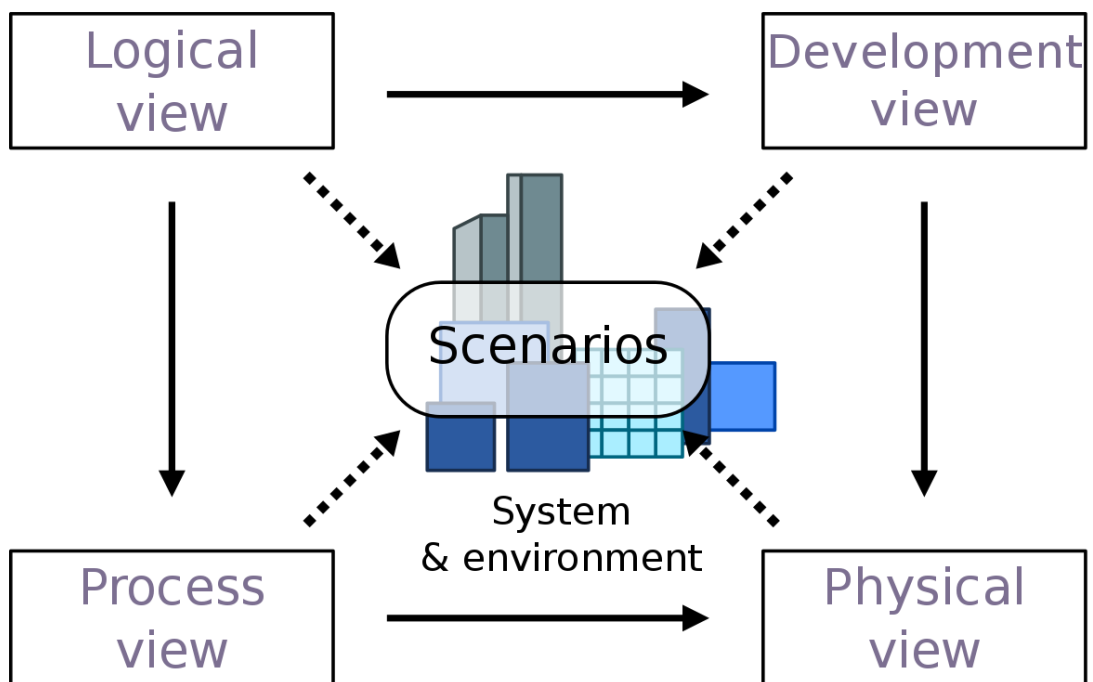 Logical
view
Development
view
Scenarios
System
& environment
Process
view
Physical
view